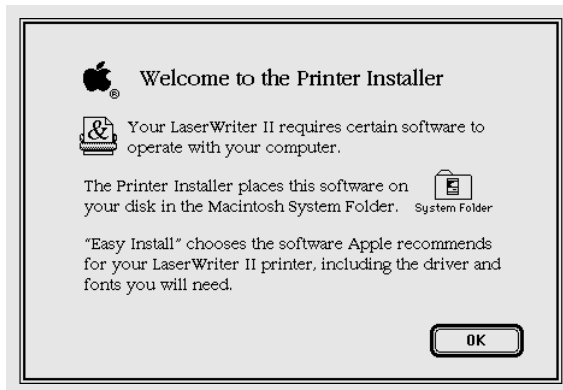 Welcome to the Printer Installer
&
Your LaserWriter II requires certain software to
operate with your computer.
The Printer Installer places this software on
your disk in the Macintosh System Folder.
System Folder
“Easy Install” chooses the software Apple recommends
for your LaserWriter II printer, including the driver and
fonts you will need.
OK